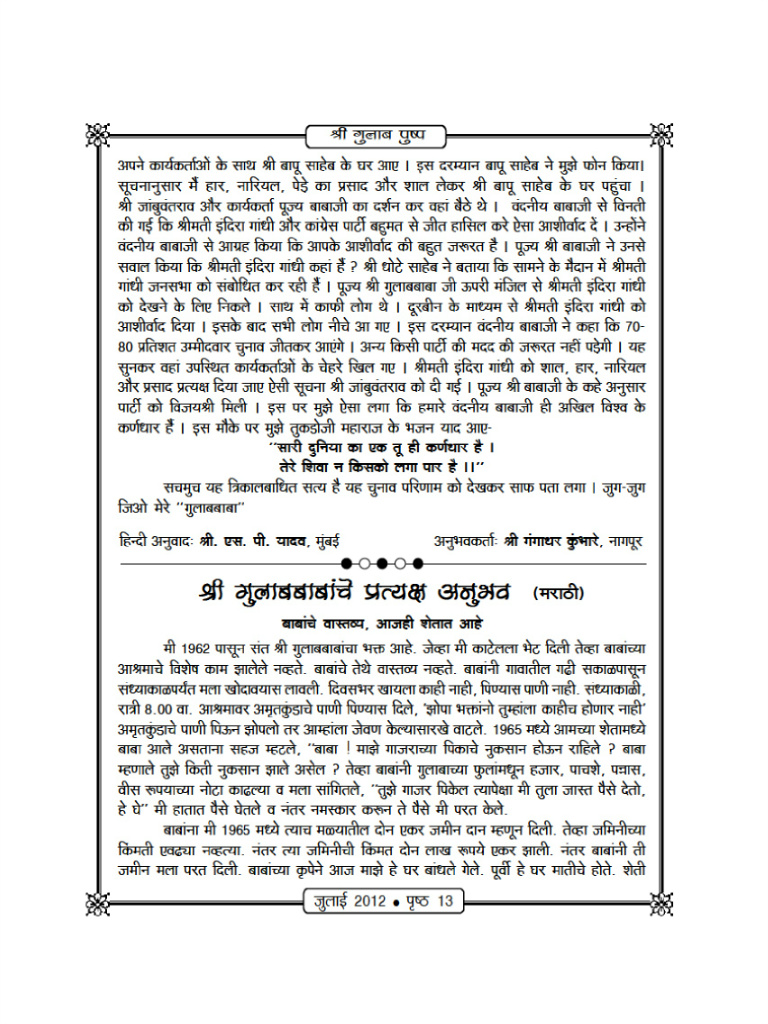 श्री गुलाब पुष्प
अपने कार्यकर्ताओं के साथ श्री बापू साहेब के घर आए । इस दरम्यान बापू साहेब ने मुझे फोन किया।
सूचनानुसार मैं हार, नारियल, पेड़े का प्रसाद और शाल लेकर श्री बापू साहेब के घर पहुंचा ।
श्री जांबुवंतराव और कार्यकर्ता पूज्य बाबाजी का दर्शन कर वहां बैठे थे । वंदनीय बाबाजी से विनती
की गई कि श्रीमती इंदिरा गांधी और कांग्रेस पार्टी बहुमत से जीत हासिल करे ऐसा आशीर्वाद दें । उन्होंने
वंदनीय बाबाजी से आग्रह किया कि आपके आशीर्वाद की बहुत जरूरत है । पूज्य श्री बाबाजी ने उनसे
सवाल किया कि श्रीमती इंदिरा गांधी कहां हैं ? श्री धोटे साहेब ने बताया कि सामने के मैदान में श्रीमती
गांधी जनसभा को संबोधित कर रही हैं । पूज्य श्री गुलाबबाबा जी ऊपरी मंजिल से श्रीमती इंदिरा गांधी
को देखने के लिए निकले । साथ में काफी लोग थे । दूरबीन के माध्यम से श्रीमती इंदिरा गांधी को
आशीर्वाद दिया । इसके बाद सभी लोग नीचे आ गए । इस दरम्यान वंदनीय बाबाजी ने कहा कि 70-
80 प्रतिशत उम्मीदवार चुनाव जीतकर आएंगे । अन्य किसी पार्टी की मदद की जरूरत नहीं पड़ेगी । यह
सुनकर वहां उपस्थित कार्यकर्ताओं के चेहरे खिल गए । श्रीमती इंदिरा गांधी को शाल, हार, नारियल
और प्रसाद प्रत्यक्ष दिया जाए ऐसी सूचना श्री जांबुवंतराव को दी गई । पूज्य श्री बाबाजी के कहे अनुसार
पार्टी को विजयश्री मिली । इस पर मुझे ऐसा लगा कि हमारे वंदनीय बाबाजी ही अखिल विश्व के
कर्णधार हैं । इस मौके पर मुझे तुकड़ोजी महाराज के भजन याद आए-
‘‘सारी दुनिया का एक तू ही कर्णधार है ।
तेरे शिवा न किसको लगा पार है ।।’’
सचमुच यह त्रिकालबाधित सत्य है यह चुनाव परिणाम को देखकर साफ पता लगा । जुग-जुग
जिओ मेरे ‘‘गुलाबबाबा’’
हिन्दी अनुवादः श्री. एस. पी. यादव, मुंबई अनुभवकर्ताः श्री गंगाधर कुंभारे, नागपूर
श्री गुलाबबाबांचे प्रत्यक्ष अनुभव (मराठी)
बाबांचे वास्तव्य, आजही शेतात आहे
मी 1962 पासून संत श्री गुलाबबाबांचा भक्त आहे. जेव्हा मी काटेलला भेट दिली तेव्हा बाबांच्या
आश्रमाचे विशेष काम झालेले नव्हते. बाबांचे तेथे वास्तव्य नव्हते. बाबांनी गावातील गढी सकाळपासून
संध्याकाळपर्यंत मला खोदावयास लावली. दिवसभर खायला काही नाही, पिण्यास पाणी नाही. संध्याकाळी,
रात्री 8.00 वा. आश्रमावर अमृतकुंडाचे पाणी पिण्यास दिले, ‘झोपा भक्तांनो तुम्हांला काहीच होणार नाही’
अमृतकुंडाचे पाणी पिऊन झोपलो तर आम्हांला जेवण केल्यासारखे वाटले. 1965 मध्ये आमच्या शेतामध्ये
बाबा आले असताना सहज म्हटले, ‘‘बाबा ! माझे गाजराच्या पिकाचे नुकसान होऊन राहिले ? बाबा
म्हणाले तुझे किती नुकसान झाले असेल ? तेव्हा बाबांनी गुलाबाच्या फुलांमधून हजार, पाचशे, पन्नास,
वीस रूपयाच्या नोटा काढल्या व मला सांगितले, ‘‘तुझे गाजर पिकेल त्यापेक्षा मी तुला जास्त पैसे देतो,
हे घे’’ मी हातात पैसे घेतले व नंतर नमस्कार करून ते पैसे मी परत केले.
बाबांना मी 1965 मध्ये त्याच मळ्यातील दोन एकर जमीन दान म्हणून दिली. तेव्हा जमिनीच्या
किंमती एवढ्या नव्हत्या. नंतर त्या जमिनीची किंमत दोन लाख रूपये एकर झाली. नंतर बाबांनी ती
जमीन मला परत दिली. बाबांच्या कृपेने आज माझे हे घर बांधले गेले. पूर्वी हे घर मातीचे होते. शेती
जुलाई 2012 ● पृष्ठ 13